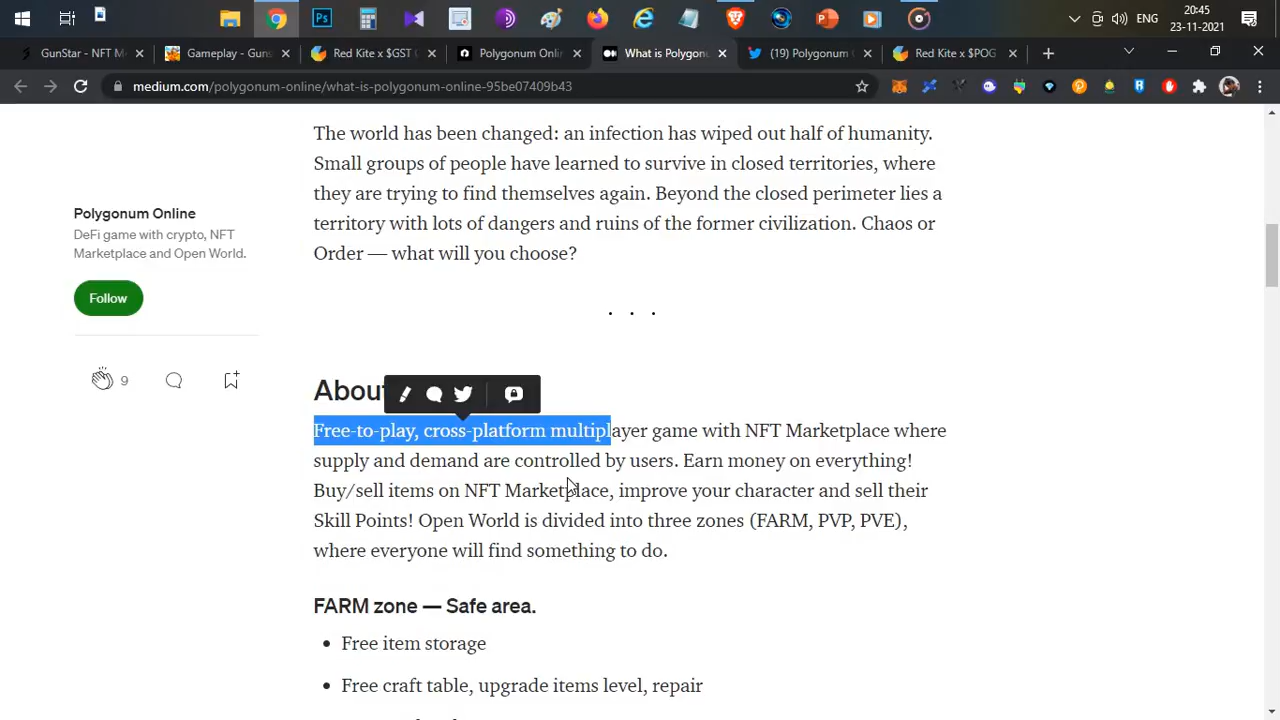 20:45
ENG
23-11-2021
GunStar - NFT M
Gameplay - Guns
Red Kite x $GST
Polygonum Onli
What is Polygon
(19) Polygonum
Red Kite x $POG
medium.com/polygonum-online/what-is-polygonum-online-95be07409b43
The world has been changed: an infection has wiped out half of humanity.
Small groups of people have learned to survive in closed territories, where
they are trying to find themselves again. Beyond the closed perimeter lies a
territory with lots of dangers and ruins of the former civilization. Chaos or
Order — what will you choose?
Polygonum Online
DeFi game with crypto, NFT
Marketplace and Open World.
Follow
9
. . .
About
Free-to-play, cross-platform multiplayer game with NFT Marketplace where
supply and demand are controlled by users. Earn money on everything!
Buy/sell items on NFT Marketplace, improve your character and sell their
Skill Points! Open World is divided into three zones (FARM, PVP, PVE),
where everyone will find something to do.
FARM zone — Safe area.
• Free item storage
• Free craft table, upgrade items level, repair